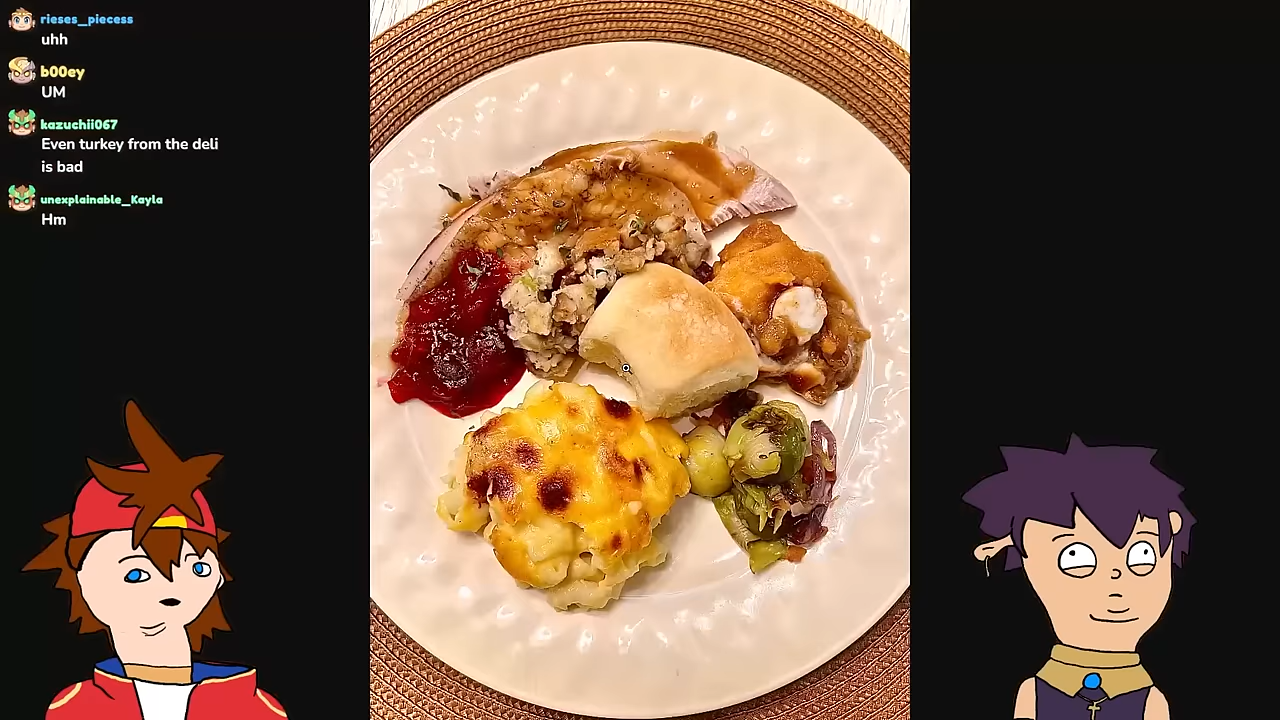 rieses_piecess
uhh
b00ey
UM
kazuchii067
Even turkey from the deli
is bad
unexplainable_Kayla
Hm